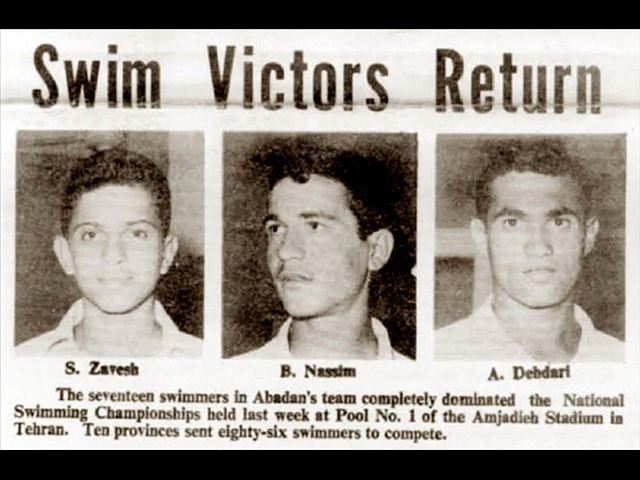 Swim Victors Return
S. Zavesh B. Nassim A. Debdari
The seventeen swimmers in Abadan's team completely dominated the National
Swimming Championships held last week at Pool No. 1 of the Amjadieh Stadium in
Tehran. Ten provinces sent eighty-six swimmers to compete.